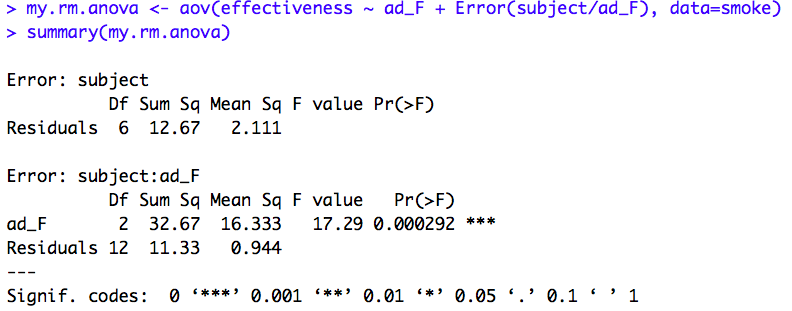 > my.rm.anova <- aov(effectiveness ~ ad_F + Error(subject/ad_F), data=smoke)
> summary(my.rm.anova)

Error: subject
          Df Sum Sq Mean Sq F value Pr(>F)
Residuals  6  12.67   2.111

Error: subject:ad_F
          Df Sum Sq Mean Sq F value   Pr(>F)
ad_F       2  32.67  16.333   17.29 0.000292 ***
Residuals 12  11.33   0.944
---
Signif. codes:  0 ‘***’ 0.001 ‘**’ 0.01 ‘*’ 0.05 ‘.’ 0.1 ‘ ’ 1